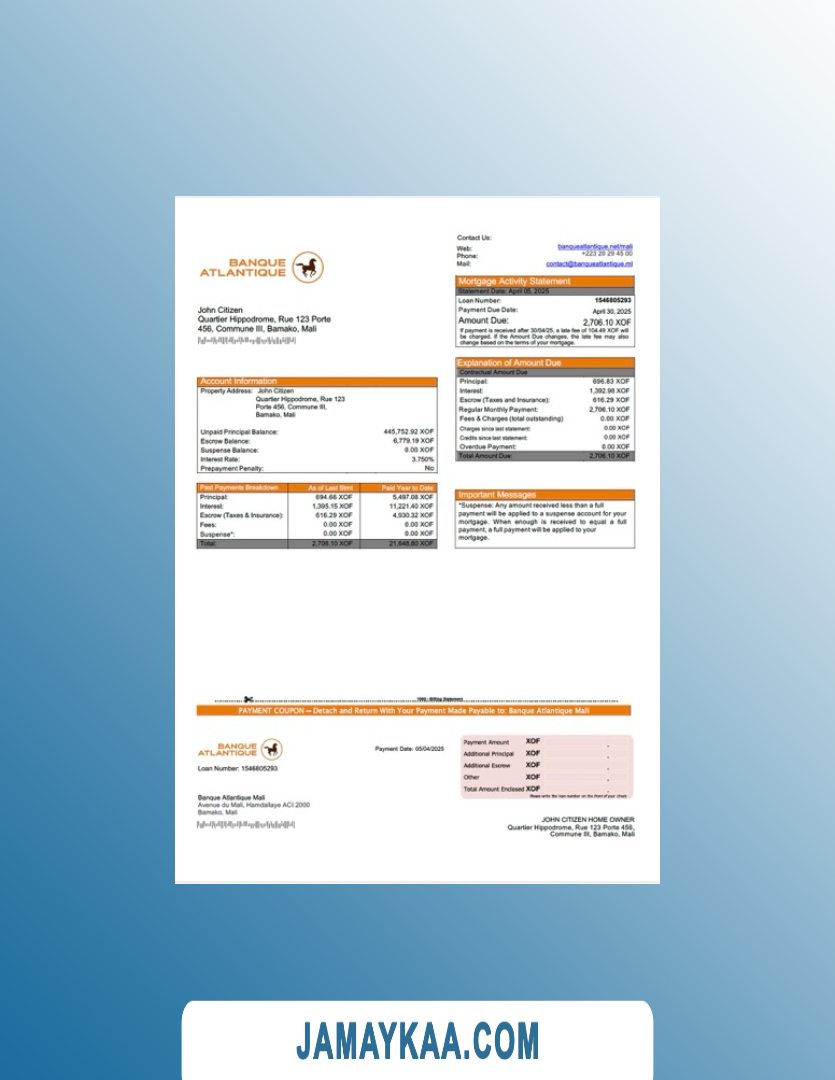 BANQUE
ATLANTIQUE
Contact Us:
Web: banqueatlantique.net/mali
Phone: +223 20 29 45 00
Mail: contact@banqueatlantique.ml
Mortgage Activity Statement
Statement Date: April 05, 2025
Loan Number: 1546805293
Payment Due Date: April 30, 2025
Amount Due: 2,706.10 XOF
If payment is received after 30/04/25, a late fee of 104.49 XOF will
be charged. If the Amount Due changes, the late fee may also
change based on the terms of your mortgage.
John Citizen
Quartier Hippodrome, Rue 123 Porte
456, Commune III, Bamako, Mali
Explanation of Amount Due
Contractual Amount Due
Principal: 696.83 XOF
Interest: 1,392.98 XOF
Escrow (Taxes and Insurance): 616.29 XOF
Regular Monthly Payment: 2,706.10 XOF
Fees & Charges (total outstanding) 0.00 XOF
Charges since last statement: 0.00 XOF
Credits since last statement: 0.00 XOF
Overdue Payment: 0.00 XOF
Total Amount Due: 2,706.10 XOF
Account Information
Property Address: John Citizen
Quartier Hippodrome, Rue 123
Porte 456, Commune III,
Bamako, Mali
Unpaid Principal Balance: 445,752.92 XOF
Escrow Balance: 6,779.19 XOF
Suspense Balance: 0.00 XOF
Interest Rate: 3.750%
Prepayment Penalty: No
Past Payments Breakdown As of Last Stmt Paid Year to Date
Principal: 694.66 XOF 5,497.08 XOF
Interest: 1,395.15 XOF 11,221.40 XOF
Escrow (Taxes & Insurance): 616.29 XOF 4,930.32 XOF
Fees: 0.00 XOF 0.00 XOF
Suspense*: 0.00 XOF 0.00 XOF
Total: 2,706.10 XOF 21,648.80 XOF
Important Messages
*Suspense: Any amount received less than a full
payment will be applied to a suspense account for your
mortgage. When enough is received to equal a full
payment, a full payment will be applied to your
mortgage.
Billing Statement
PAYMENT COUPON -- Detach and Return With Your Payment Made Payable to: Banque Atlantique Mali
BANQUE
ATLANTIQUE
Loan Number: 1546805293
Payment Date: 05/04/2025
Payment Amount XOF .
Additional Principal XOF .
Additional Escrow XOF .
Other XOF .
Total Amount Enclosed XOF .
Please write the loan number on the front of your check.
Banque Atlantique Mali
Avenue du Mali, Hamdallaye ACI 2000
Bamako, Mali
JOHN CITIZEN HOME OWNER
Quartier Hippodrome, Rue 123 Porte 456,
Commune III, Bamako, Mali
JAMAYKAA.COM